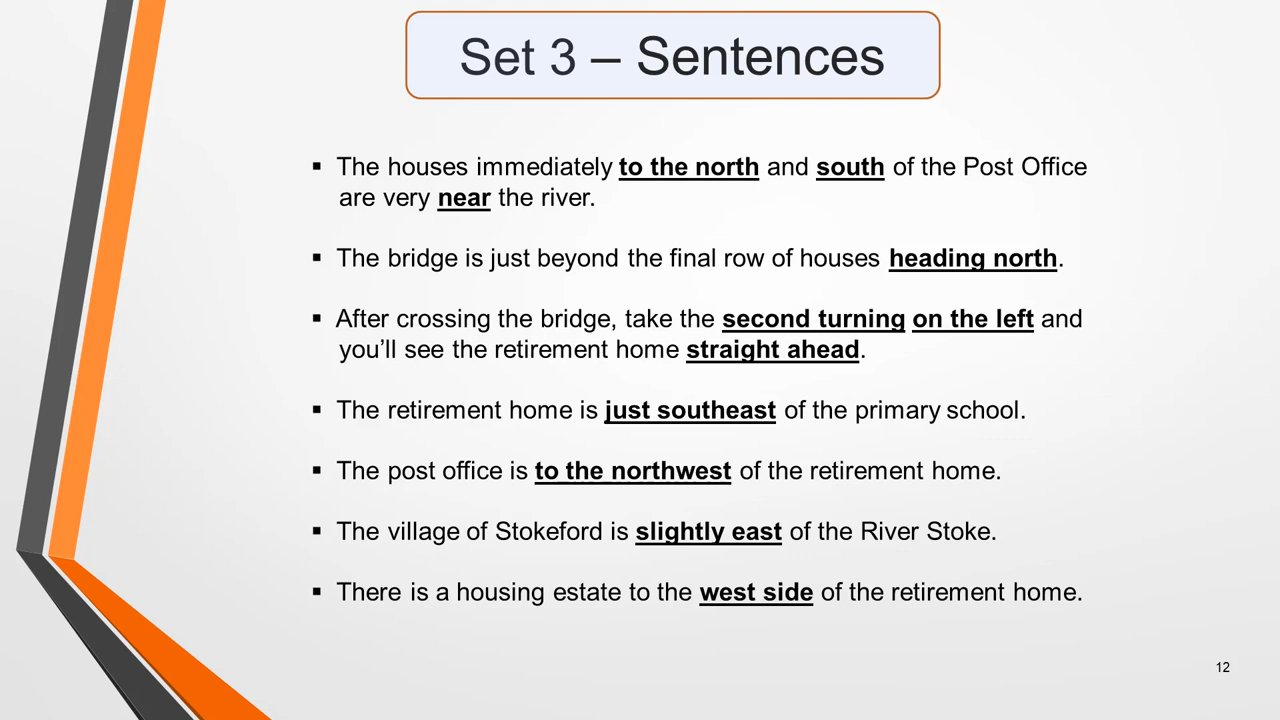 Set 3 – Sentences
▪ The houses immediately to the north and south of the Post Office
are very near the river.
▪ The bridge is just beyond the final row of houses heading north.
▪ After crossing the bridge, take the second turning on the left and
you’ll see the retirement home straight ahead.
▪ The retirement home is just southeast of the primary school.
▪ The post office is to the northwest of the retirement home.
▪ The village of Stokeford is slightly east of the River Stoke.
▪ There is a housing estate to the west side of the retirement home.
12